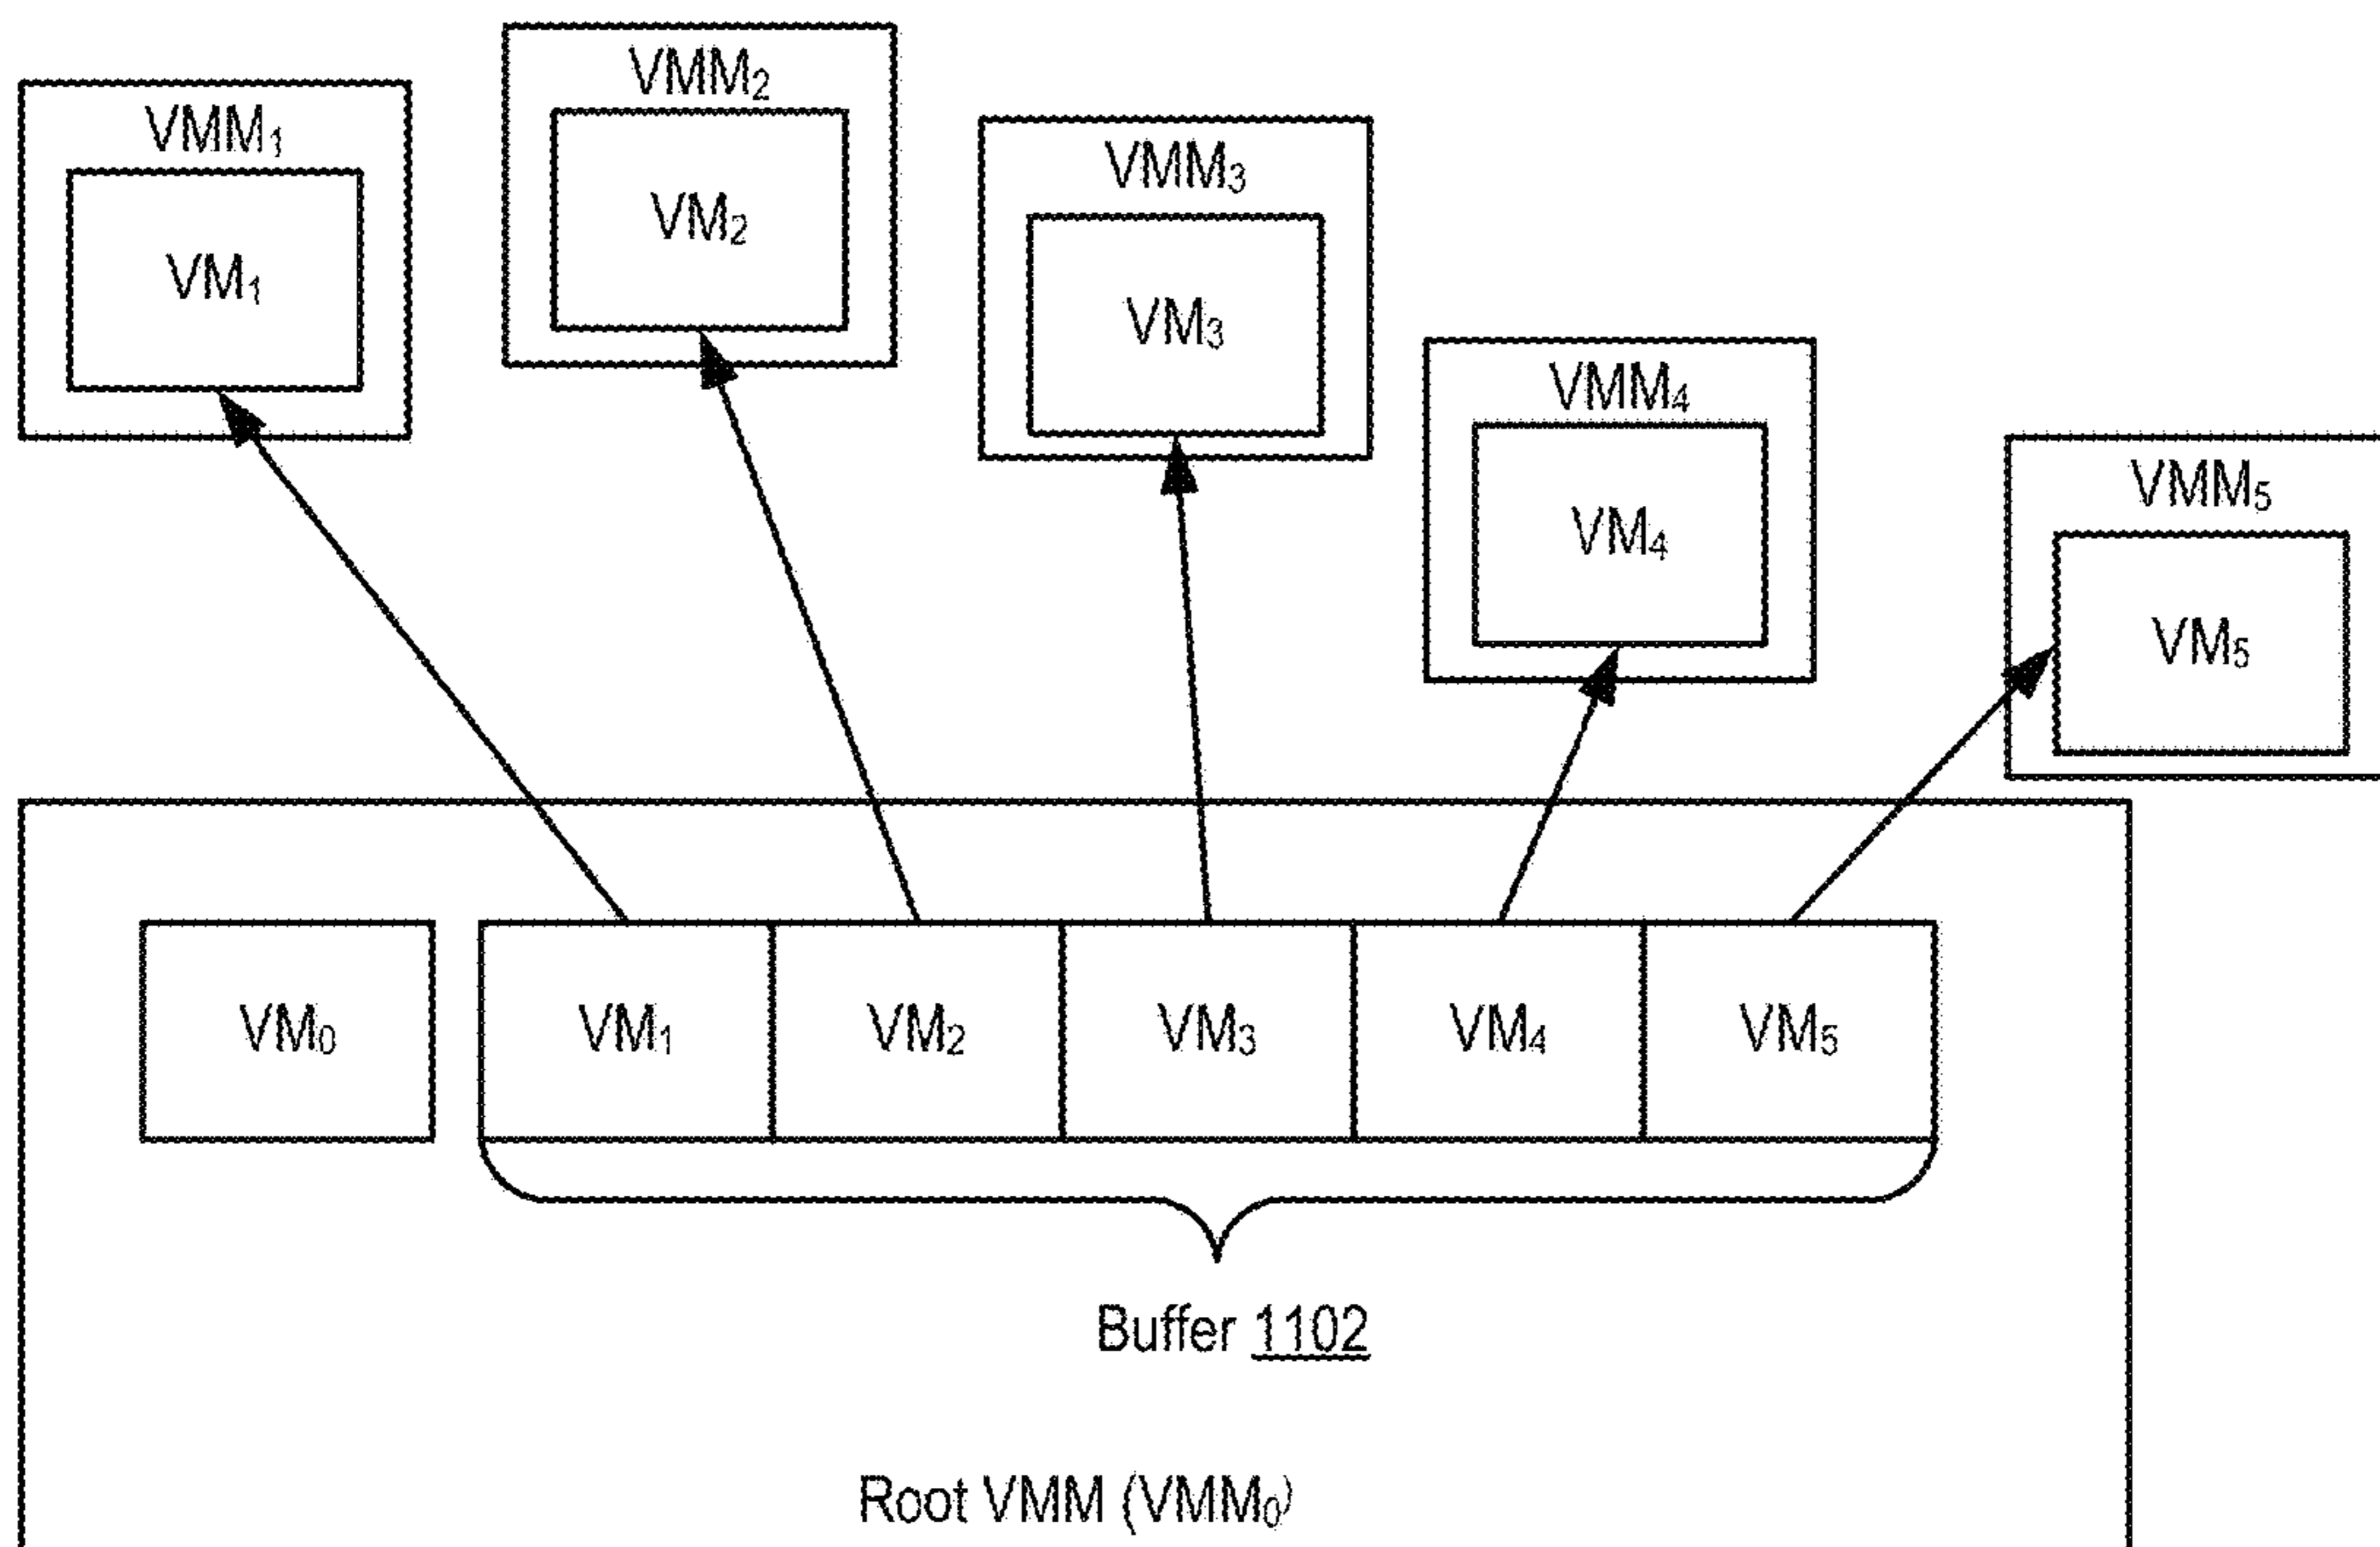 VMM₁
VM₁
VMM₂
VM₂
VMM₃
VM₃
VMM₄
VM₄
VMM₅
VM₅
VM₀
VM₁
VM₂
VM₃
VM₄
VM₅
Buffer 1102
Root VMM (VMM₀)